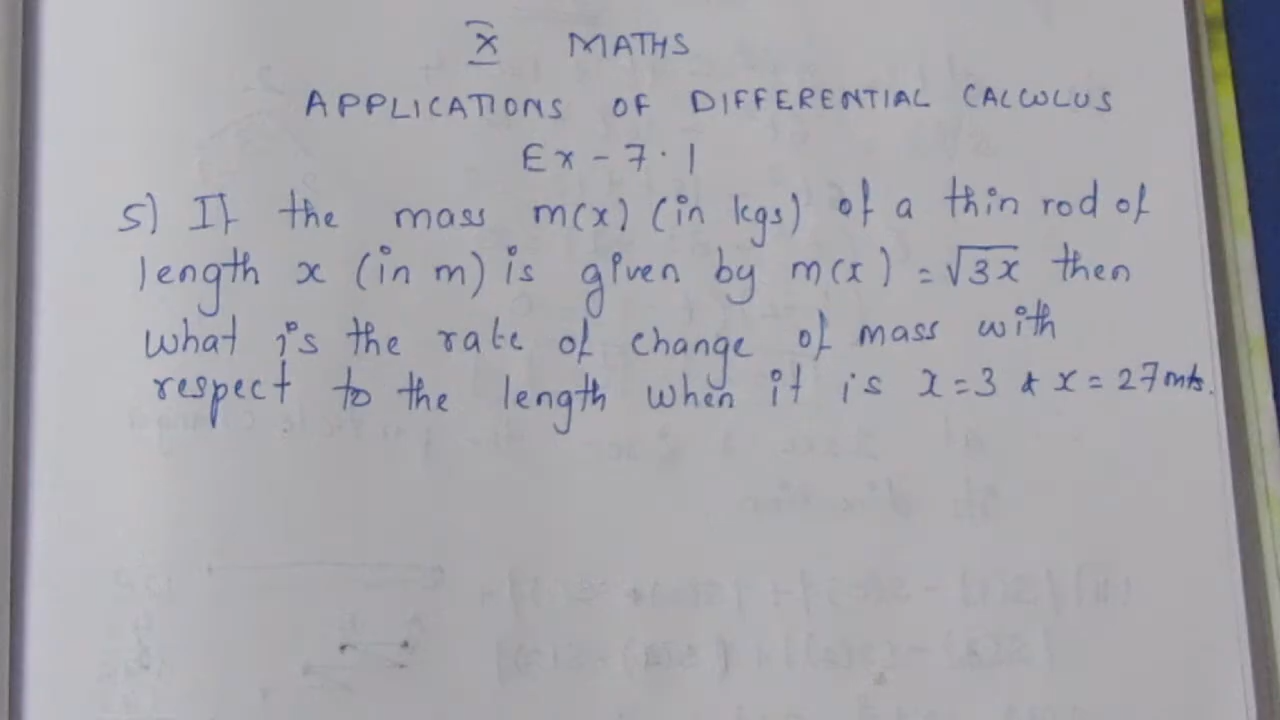 X MATHS
APPLICATIONS OF DIFFERENTIAL CALCULUS
Ex - 7.1
5) If the mass m(x) (in kgs) of a thin rod of
length x (in m) is given by m(x) = √3x then
what is the rate of change of mass with
respect to the length when it is x = 3 & x = 27 mts.